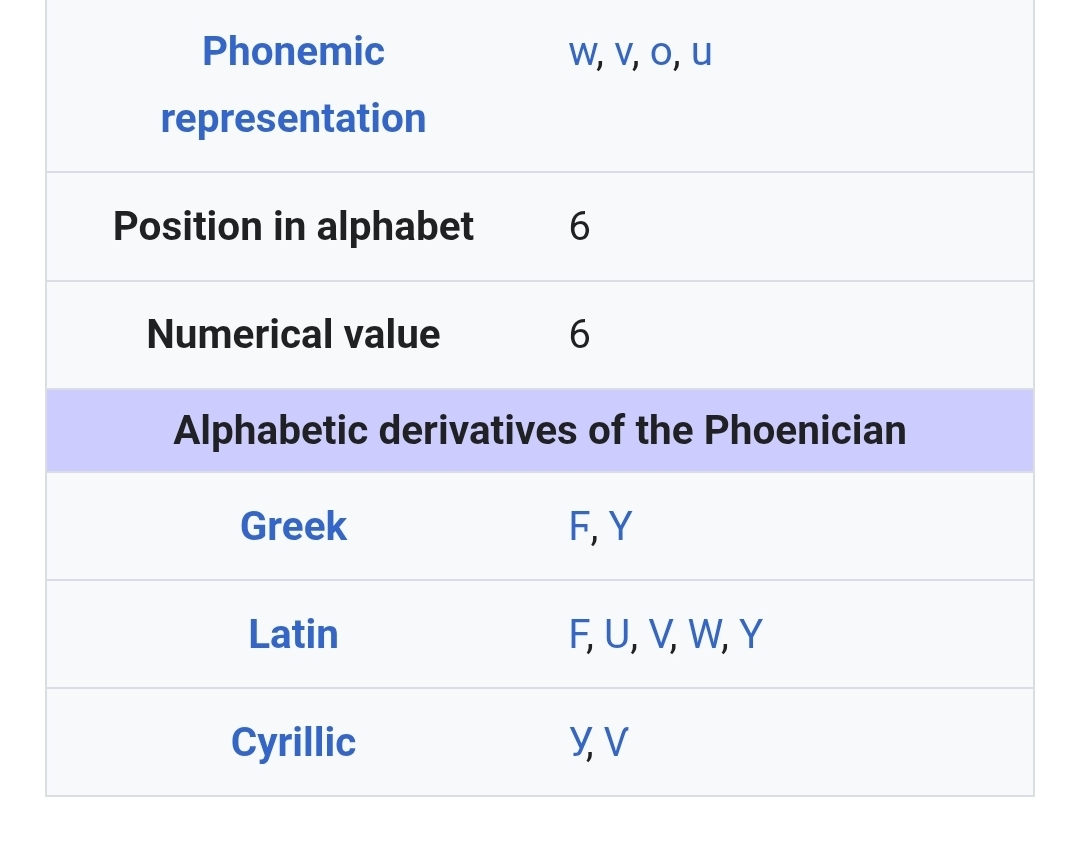 Phonemic representation w, v, o, u
Position in alphabet 6
Numerical value 6
Alphabetic derivatives of the Phoenician
Greek Ϝ, Υ
Latin F, U, V, W, Y
Cyrillic У, Ѵ